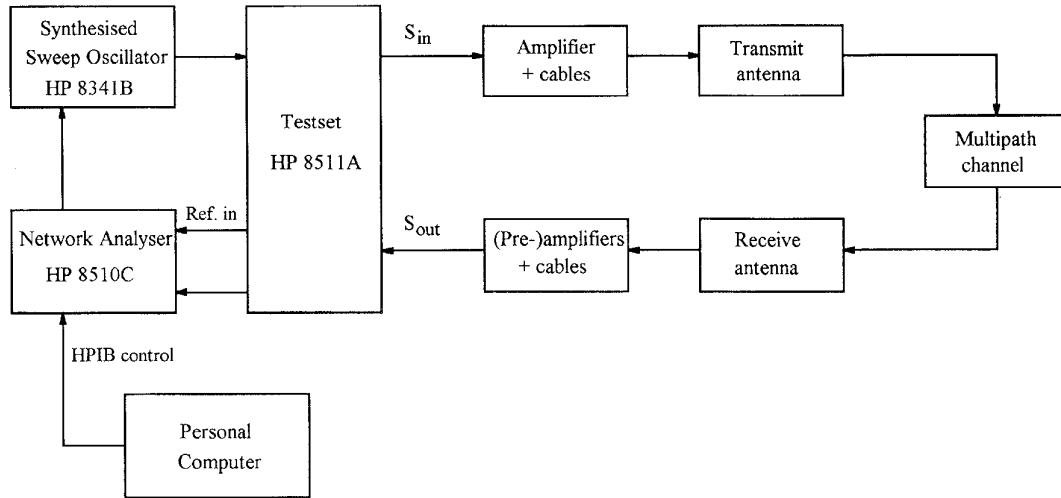 Synthesised
Sweep Oscillator
HP 8341B
Testset
HP 8511A
S_in
Amplifier
+ cables
Transmit
antenna
Multipath
channel
Network Analyser
HP 8510C
Ref. in
S_out
(Pre-)amplifiers
+ cables
Receive
antenna
HPIB control
Personal
Computer